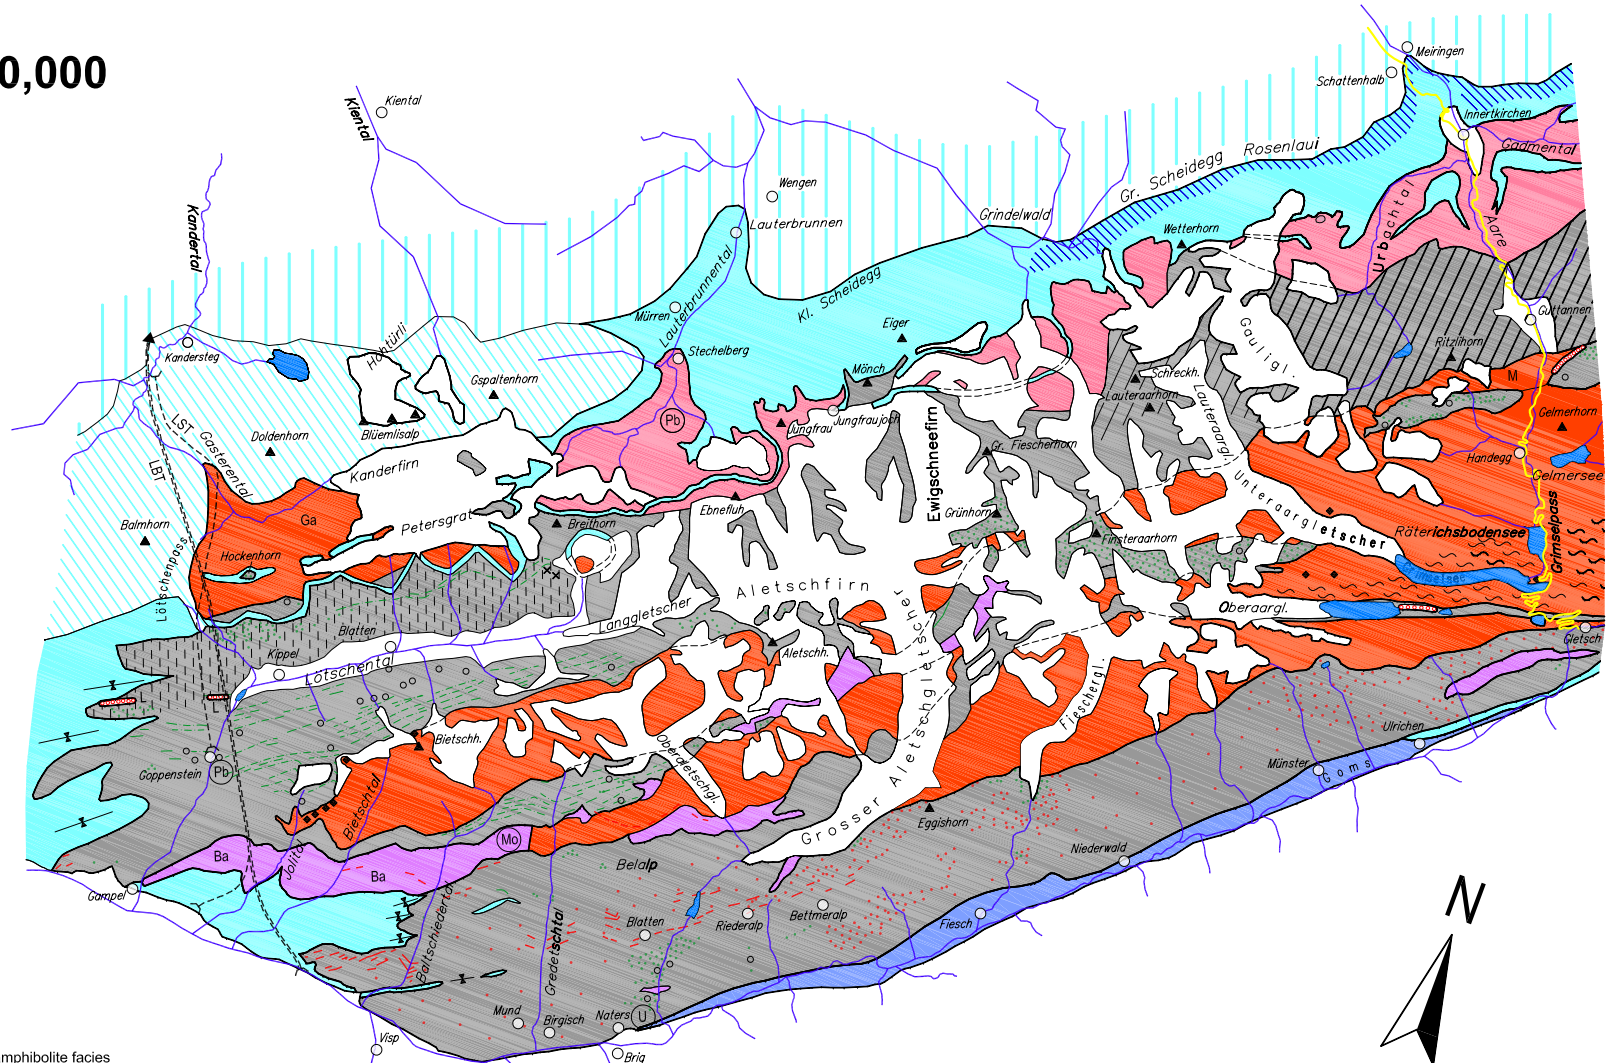 0,000
Meiringen
Schattenhalb
Kiental
Kiental
Innertkirchen
Gadmental
Rosenlaui
Gr. Scheidegg
Wengen
Lauterbrunnen
Grindelwald
Urbachtal
Aare
Wetterhorn
Kandertal
Lauterbrunnental
Kl. Scheidegg
Mürren
Guttannen
Hohtürli
Kandersteg
Eiger
Gauligl.
Ritzlihorn
Stechelberg
Mönch
Schreckh.
M
Gspaltenhorn
Lauteraarhorn
Lauteraargl.
Gelmerhorn
LST
Blüemlisalp
Pb
Jungfrau
Jungfraujoch
Ewigschneefirn
Doldenhorn
Gasterental
Gr. Fiescherhorn
Handegg
LBT
Kanderfirn
Gelmersee
Unteraargletscher
Ebnefluh
Grünhorn
Balmhorn
Ga
Petersgrat
Breithorn
Finsteraarhorn
Räterichsbodensee
Grimselpass
Hockenhorn
Grimselsee
Lötschenpass
Aletschfirn
Langgletscher
Oberaargl.
Blatten
Gletsch
Kippel
Lötschental
Aletschh.
Grosser Aletschgletscher
Fieschergl.
Bietschh.
Oberaletschgl.
Ulrichen
Goppenstein
Pb
Münster
Goms
Bietschtal
Eggishorn
Mo
Niederwald
Ba
Jolital
Ba
Belalp
Gampel
Baltschiedertal
Gredetschtal
Blatten
Riederalp
Bettmeralp
Fiesch
N
Mund
Birgisch
Naters
U
Visp
Brig
mphibolite facies